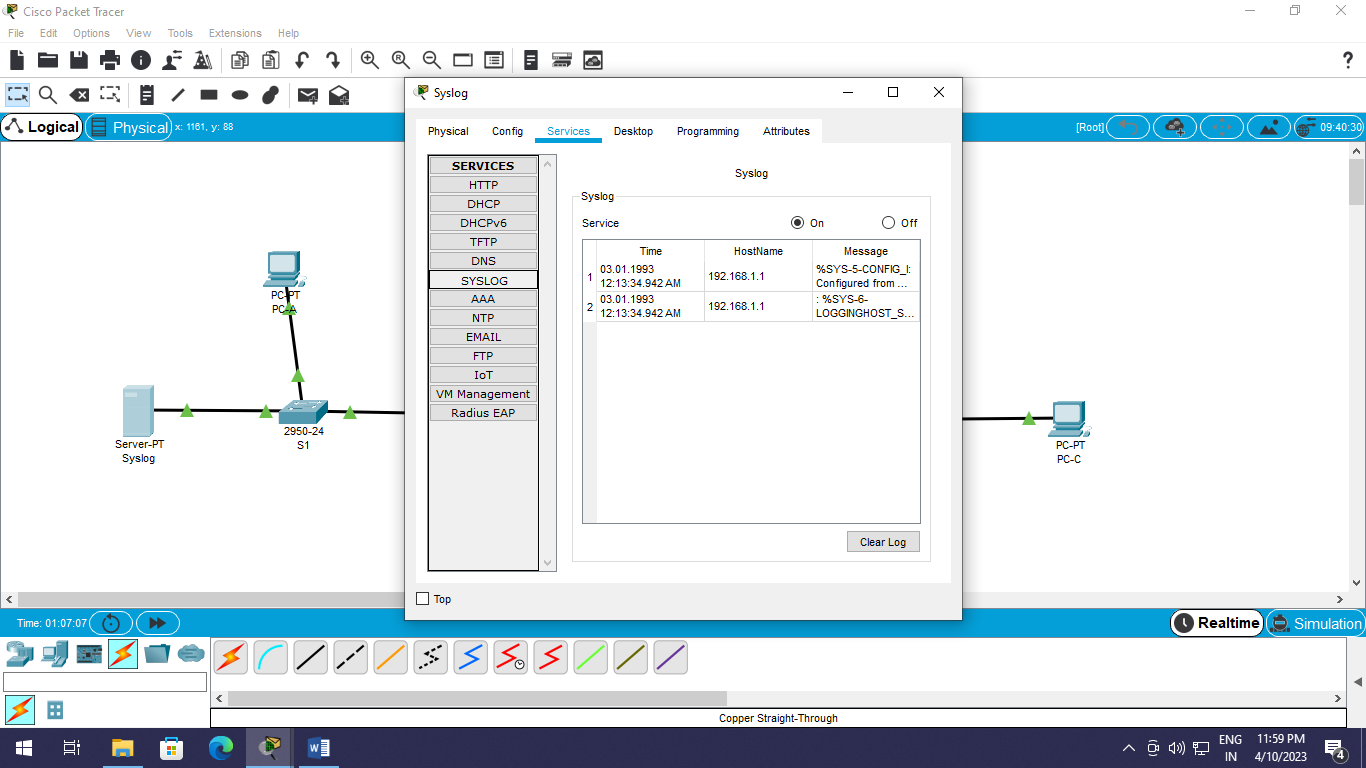 Cisco Packet Tracer
File Edit Options View Tools Extensions Help
Logical
Physical
x: 1161, y: 88
[Root]
09:40:30
Syslog
Physical Config Services Desktop Programming Attributes
SERVICES
HTTP
DHCP
DHCPv6
TFTP
DNS
SYSLOG
AAA
NTP
EMAIL
FTP
IoT
VM Management
Radius EAP
Syslog
Syslog
Service On Off
Time HostName Message
1 03.01.1993 12:13:34.942 AM 192.168.1.1 %SYS-5-CONFIG_I: Configured from ...
2 03.01.1993 12:13:34.942 AM 192.168.1.1 : %SYS-6-LOGGINGHOST_S...
Clear Log
Top
PC-PT
PC-A
Server-PT
Syslog
2950-24
S1
PC-PT
PC-C
Time: 01:07:07
Realtime
Simulation
Copper Straight-Through
ENG
IN
11:59 PM
4/10/2023
4